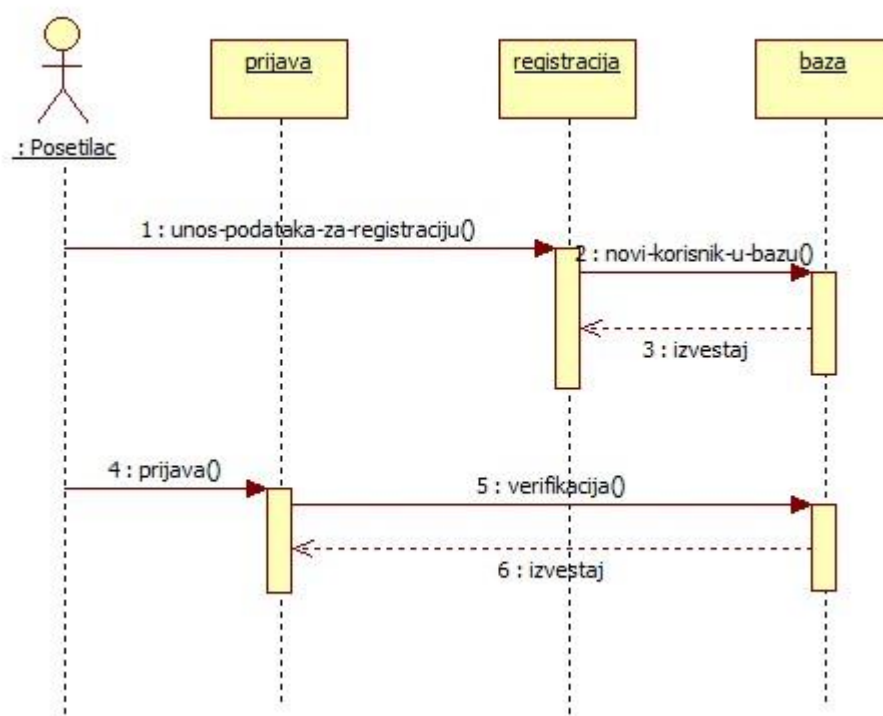 prijava
registracija
baza
: Posetilac
1 : unos-podataka-za-registraciju()
2 : novi-korisnik-u-bazu()
3 : izvestaj
4 : prijava()
5 : verifikacija()
6 : izvestaj